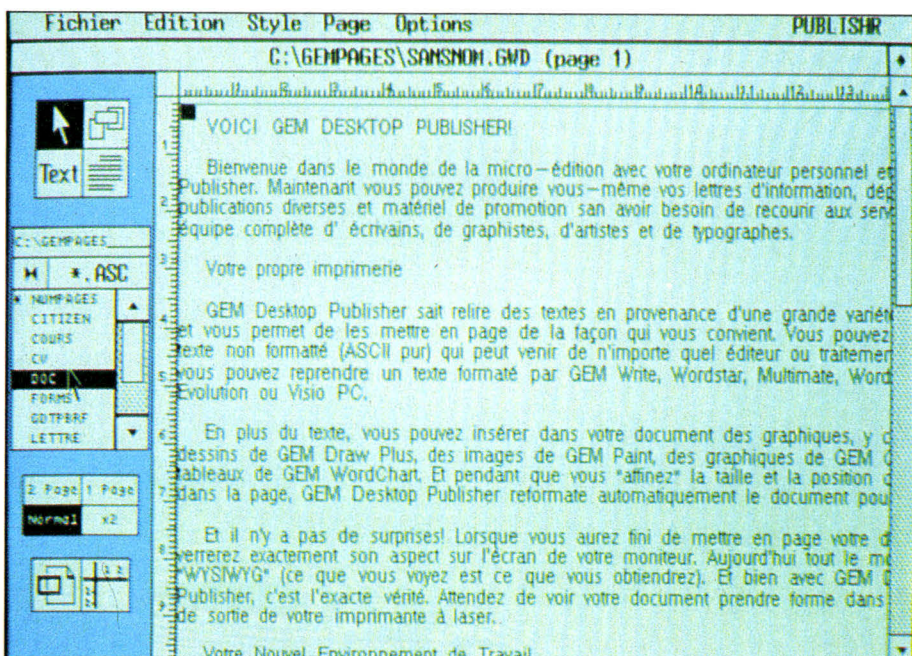 Fichier Edition Style Page Options PUBLISHR
C:\GEMPAGES\SANSNOM.GWD (page 1)
Text
C:\GEMPAGES
*.ASC
NUMPAGES
CITIZEN
COURS
CV
DOC
FORMS
GDTPBRF
LETTRE
2 Page 1 Page
Normal x2
VOICI GEM DESKTOP PUBLISHER!
Bienvenue dans le monde de la micro-édition avec votre ordinateur personnel et
Publisher. Maintenant vous pouvez produire vous-même vos lettres d'information, dép
publications diverses et matériel de promotion san avoir besoin de recourir aux serv
équipe complète d' écrivains, de graphistes, d'artistes et de typographes.
Votre propre imprimerie
GEM Desktop Publisher sait relire des textes en provenance d'une grande variét
et vous permet de les mettre en page de la façon qui vous convient. Vous pouvez
texte non formatté (ASCII pur) qui peut venir de n'importe quel éditeur ou traitemen
vous pouvez reprendre un texte formaté par GEM Write, Wordstar, Multimate, Word
Evolution ou Visio PC.
En plus du texte, vous pouvez insérer dans votre document des graphiques, y c
dessins de GEM Draw Plus, des images de GEM Paint, des graphiques de GEM
tableaux de GEM WordChart. Et pendant que vous "affinez" la taille et la position
dans la page, GEM Desktop Publisher reformate automatiquement le document pou
Et il n'y a pas de surprises! Lorsque vous aurez fini de mettre en page votre d
verrerez exactement son aspect sur l'écran de votre moniteur. Aujourd'hui tout le mo
"WYSIWYG" (ce que vous voyez est ce que vous obtiendrez). Et bien avec GEM
Publisher, c'est l'exacte vérité. Attendez de voir votre document prendre forme dans
de sortie de votre imprimante à laser.
Votre Nouvel Environnement de Travail